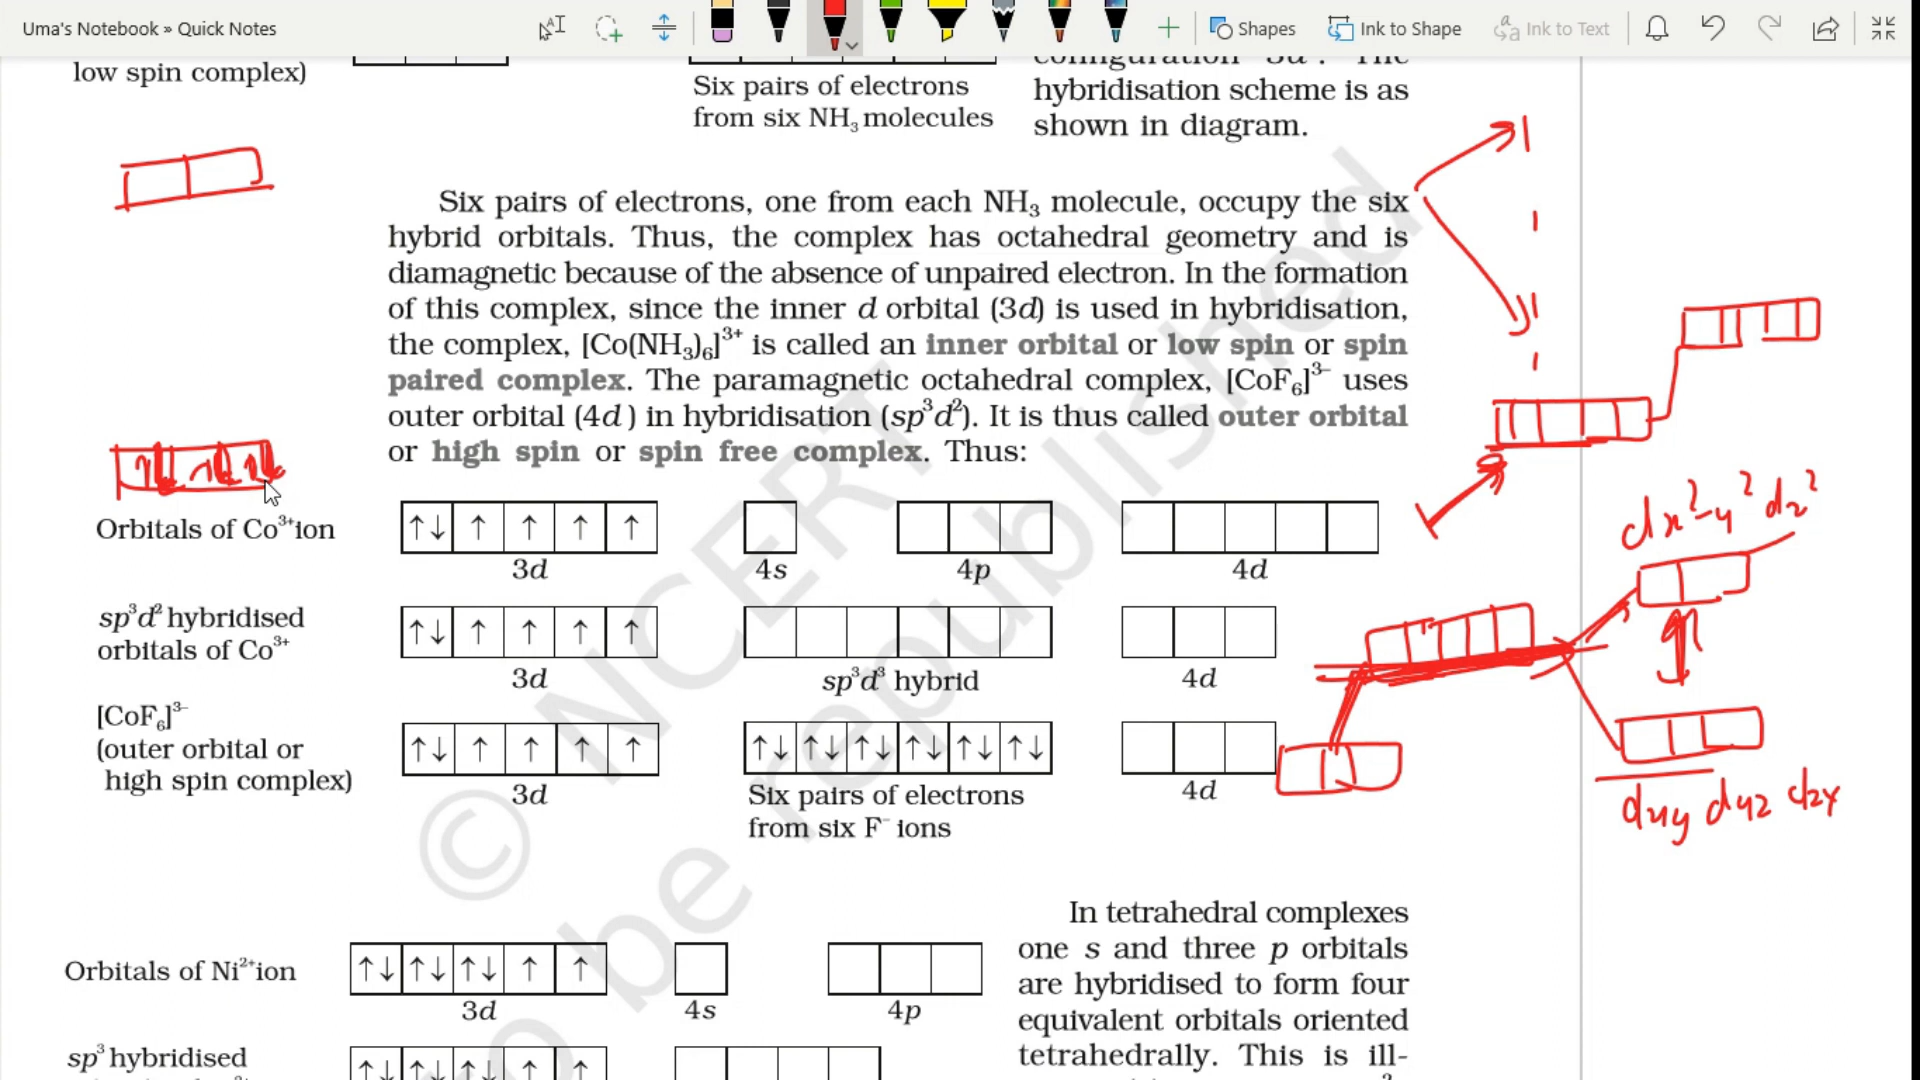 Uma's Notebook » Quick Notes
Shapes
Ink to Shape
Ink to Text
low spin complex)
Six pairs of electrons
from six NH₃ molecules
configuration 3d⁶. The
hybridisation scheme is as
shown in diagram.
Six pairs of electrons, one from each NH₃ molecule, occupy the six
hybrid orbitals. Thus, the complex has octahedral geometry and is
diamagnetic because of the absence of unpaired electron. In the formation
of this complex, since the inner d orbital (3d) is used in hybridisation,
the complex, [Co(NH₃)₆]³⁺ is called an inner orbital or low spin or spin
paired complex. The paramagnetic octahedral complex, [CoF₆]³⁻ uses
outer orbital (4d) in hybridisation (sp³d²). It is thus called outer orbital
or high spin or spin free complex. Thus:
dx²-y² dz²
Orbitals of Co³⁺ion
↑↓ ↑ ↑ ↑ ↑
3d
4s
4p
4d
sp³d² hybridised
orbitals of Co³⁺
↑↓ ↑ ↑ ↑ ↑
3d
sp³d³ hybrid
4d
[CoF₆]³⁻
(outer orbital or
high spin complex)
↑↓ ↑ ↑ ↑ ↑
3d
↑↓ ↑↓ ↑↓ ↑↓ ↑↓ ↑↓
Six pairs of electrons
from six F⁻ ions
4d
dxy dyz dzx
In tetrahedral complexes
one s and three p orbitals
are hybridised to form four
equivalent orbitals oriented
tetrahedrally. This is ill-
Orbitals of Ni²⁺ion
↑↓ ↑↓ ↑↓ ↑ ↑
3d
4s
4p
sp³ hybridised
↑↓ ↑↓ ↑↓ ↑ ↑
© NCERT
be republished